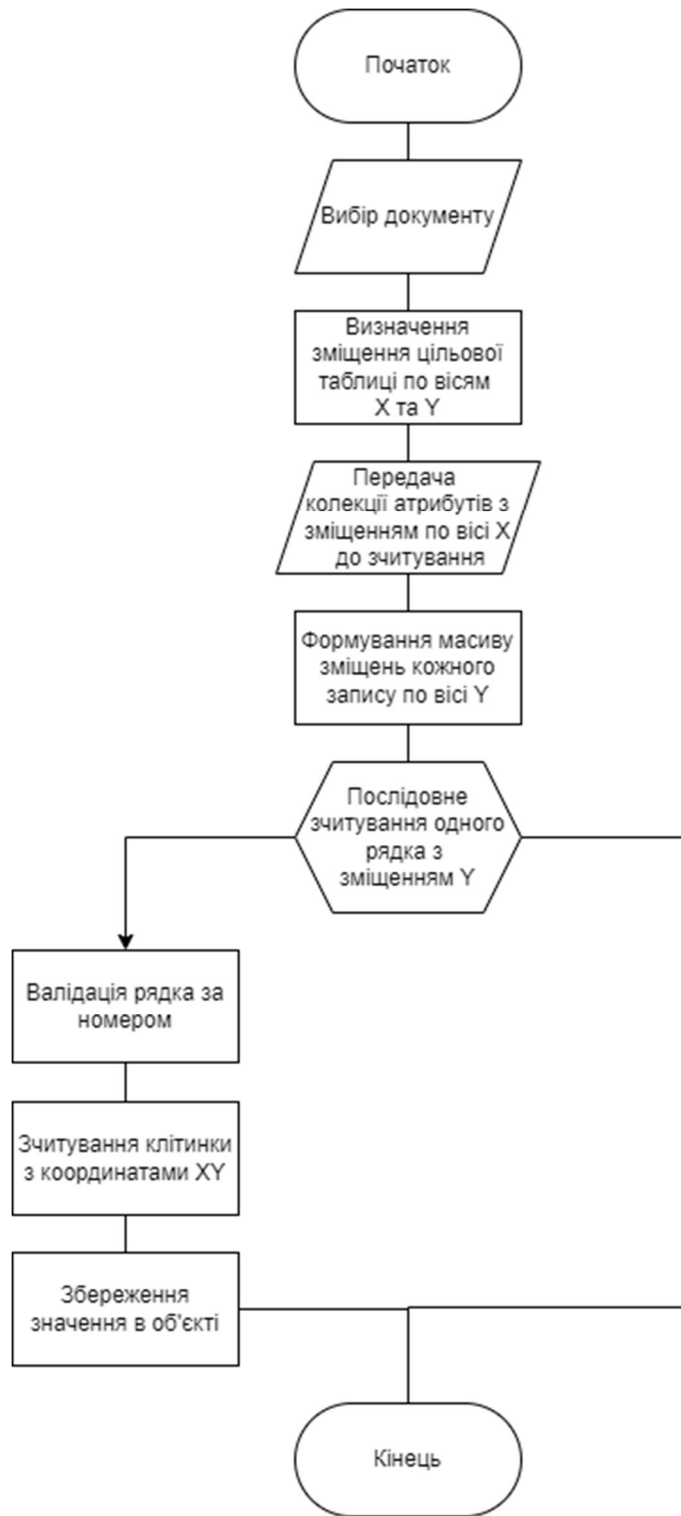 Початок
Вибір документу
Визначення
зміщення цільової
таблиці по вісям
X та Y
Передача
колекції атрибутів з
зміщенням по вісі X
до зчитування
Формування масиву
зміщень кожного
запису по вісі Y
Послідовне
зчитування одного
рядка з
зміщенням Y
Валідація рядка за
номером
Зчитування клітинки
з координатами XY
Збереження
значення в об'єкті
Кінець